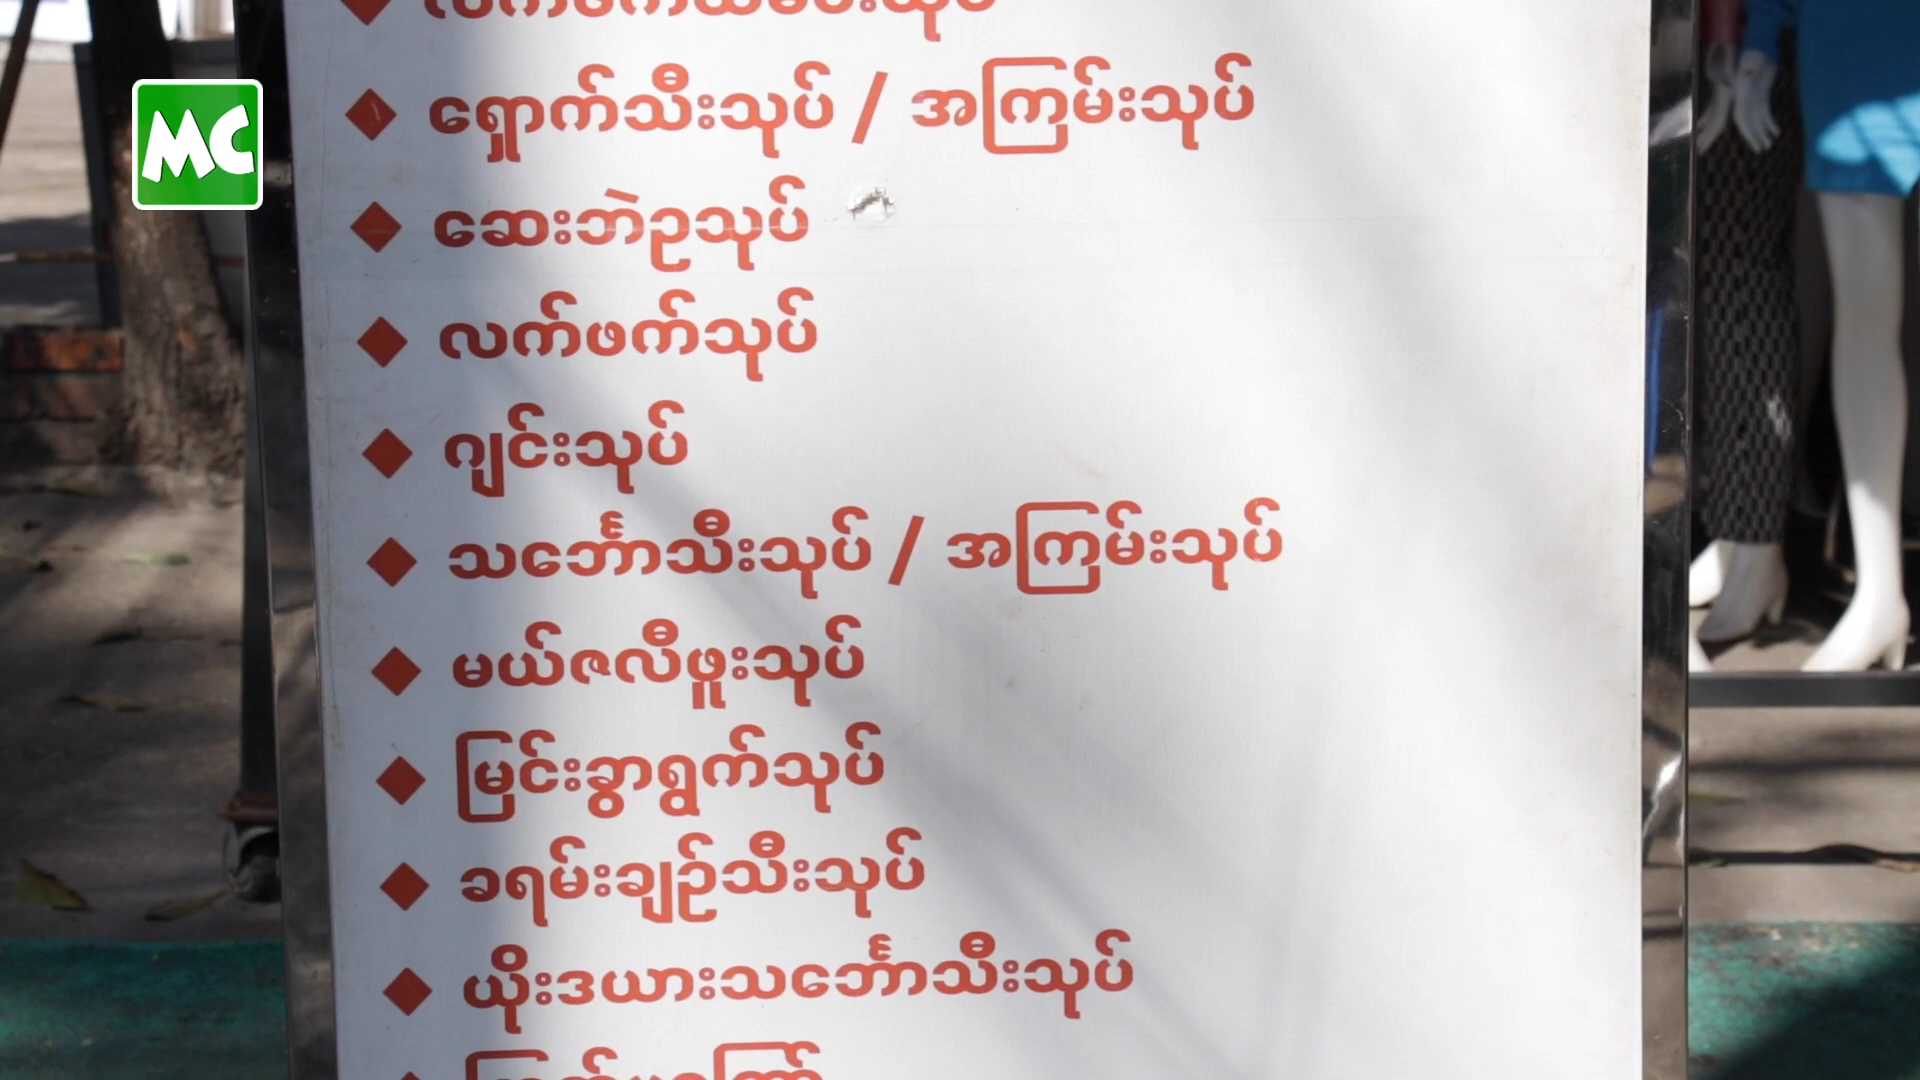 MC
ရှောက်သီးသုပ် / အကြမ်းသုပ်
ဆေးဘဲဥသုပ်
လက်ဖက်သုပ်
ဂျင်းသုပ်
သင်္ဘောသီးသုပ် / အကြမ်းသုပ်
မယ်ဇလီဖူးသုပ်
မြင်းခွာရွက်သုပ်
ခရမ်းချဉ်သီးသုပ်
ယိုးဒယားသင်္ဘောသီးသုပ်